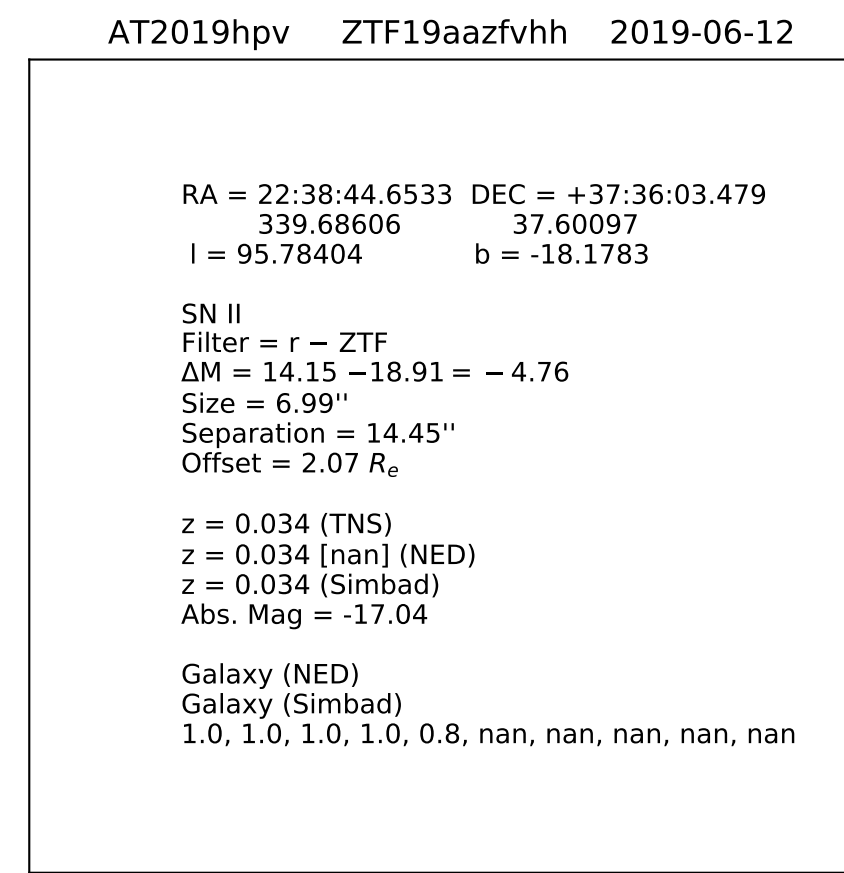 AT2019hpv ZTF19aazfvhh 2019-06-12
RA = 22:38:44.6533 DEC = +37:36:03.479
339.68606 37.60097
l = 95.78404 b = -18.1783
SN II
Filter = r − ZTF
ΔM = 14.15 −18.91 = − 4.76
Size = 6.99''
Separation = 14.45''
Offset = 2.07 Re
z = 0.034 (TNS)
z = 0.034 [nan] (NED)
z = 0.034 (Simbad)
Abs. Mag = -17.04
Galaxy (NED)
Galaxy (Simbad)
1.0, 1.0, 1.0, 1.0, 0.8, nan, nan, nan, nan, nan